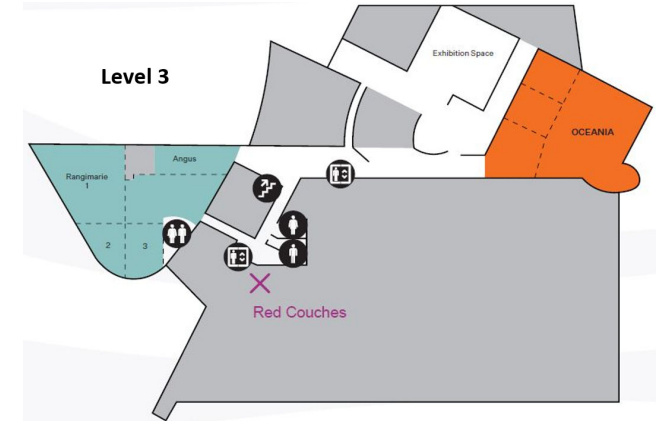 Level 3
Exhibition Space
OCEANIA
Angus
Rangimarie
1
2
3
Red Couches